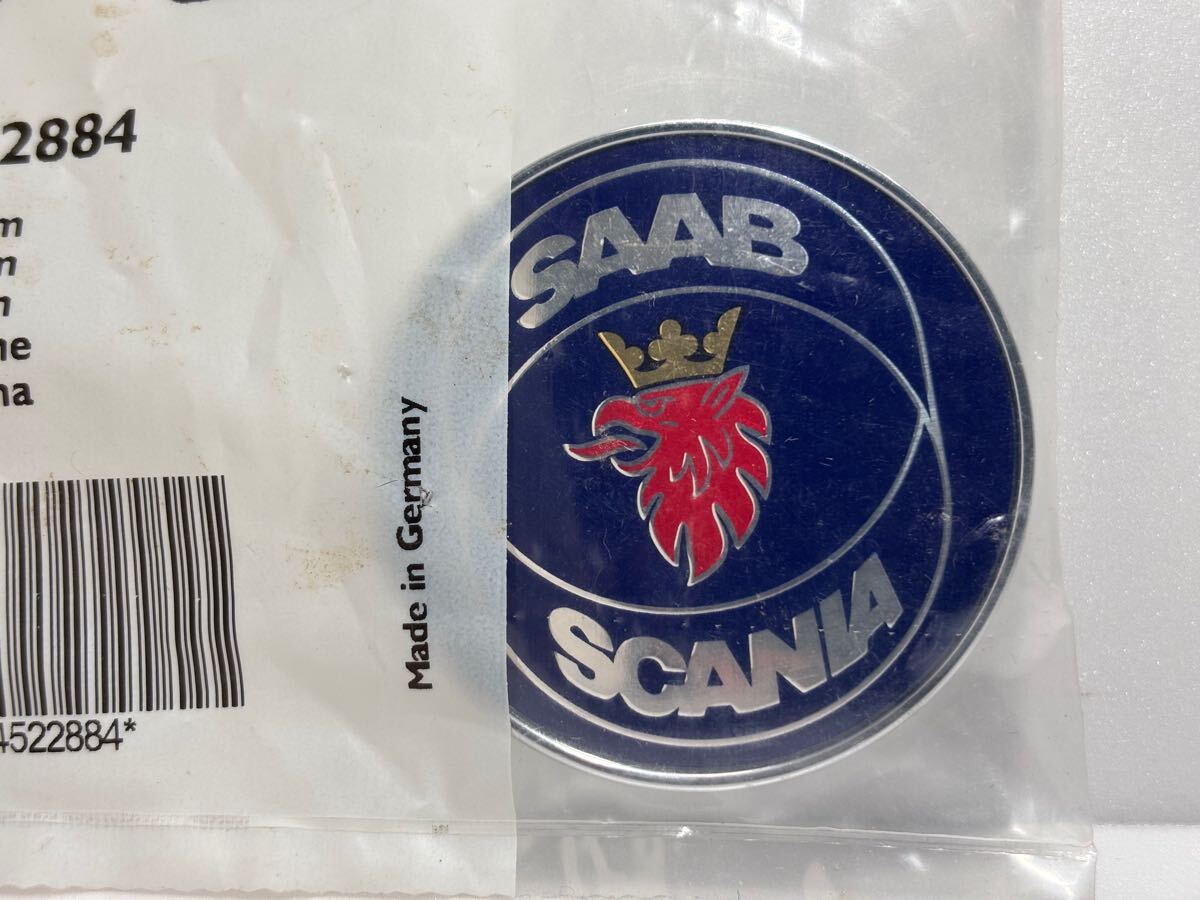 2884
m
m
n
ne
na
4522884*
Made in Germany
SAAB
SCANIA